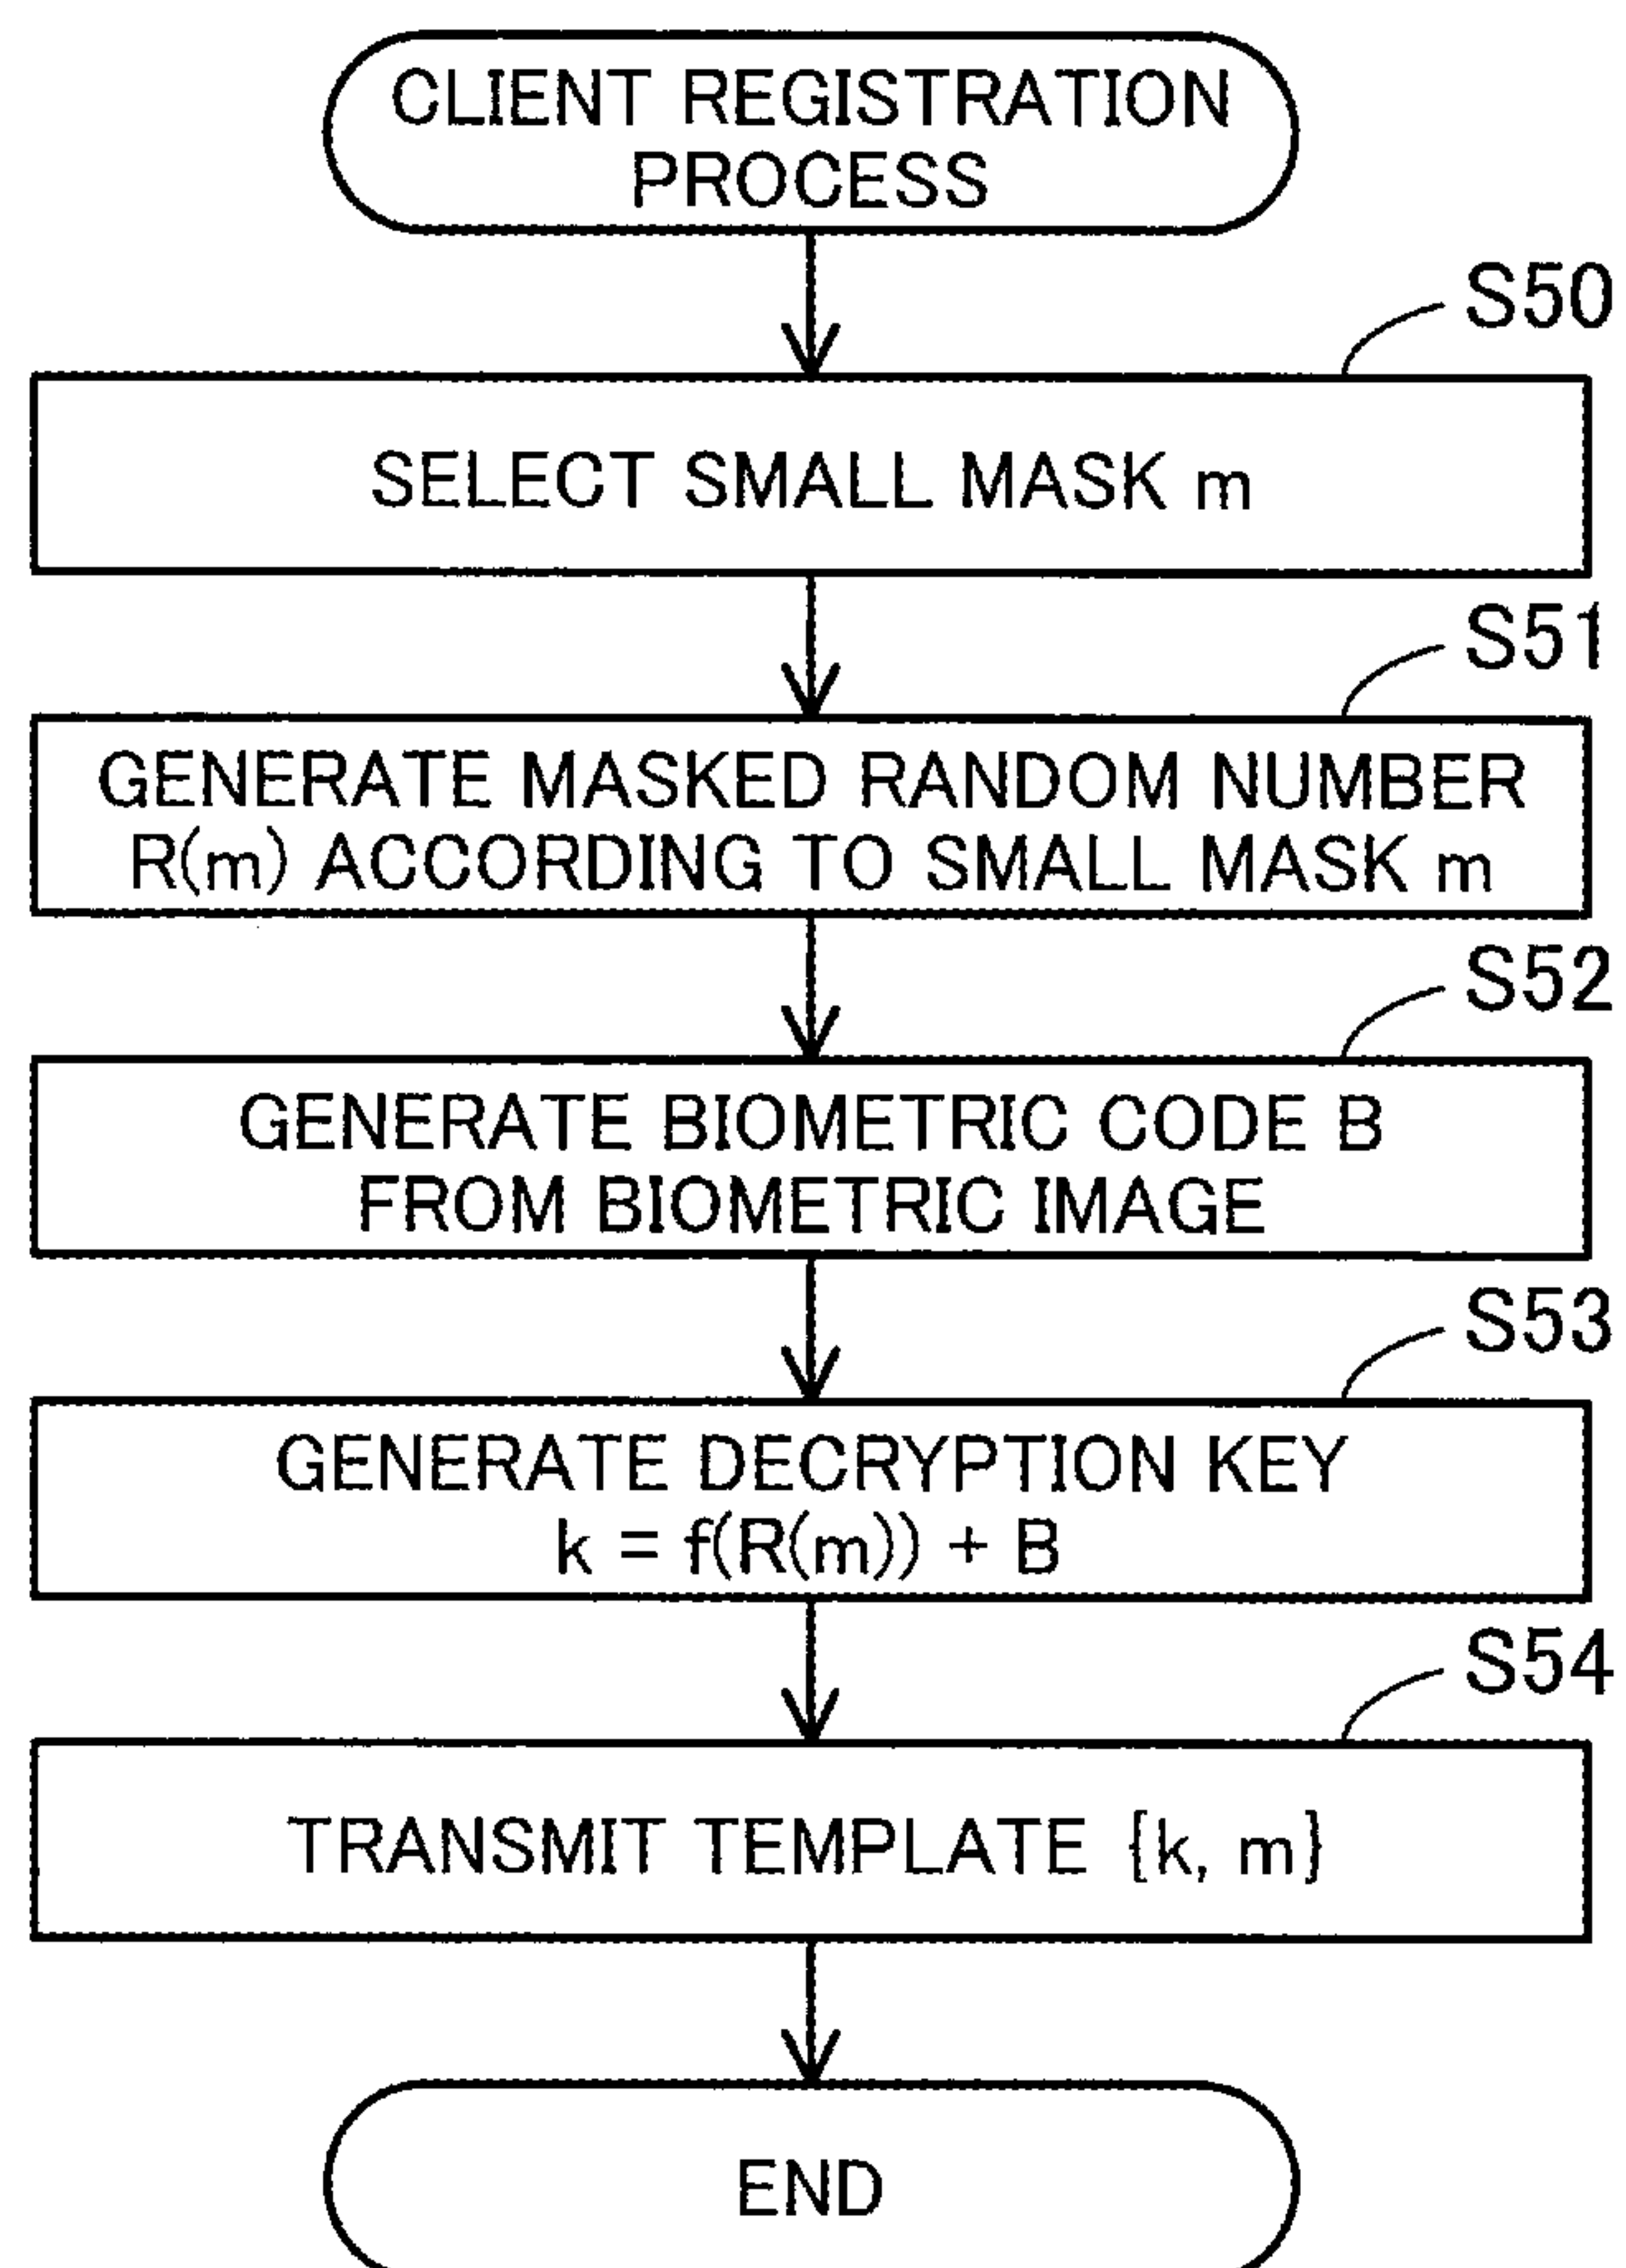 CLIENT REGISTRATION
PROCESS
S50
SELECT SMALL MASK m
S51
GENERATE MASKED RANDOM NUMBER
R(m) ACCORDING TO SMALL MASK m
S52
GENERATE BIOMETRIC CODE B
FROM BIOMETRIC IMAGE
S53
GENERATE DECRYPTION KEY
k = f(R(m)) + B
S54
TRANSMIT TEMPLATE {k, m}
END